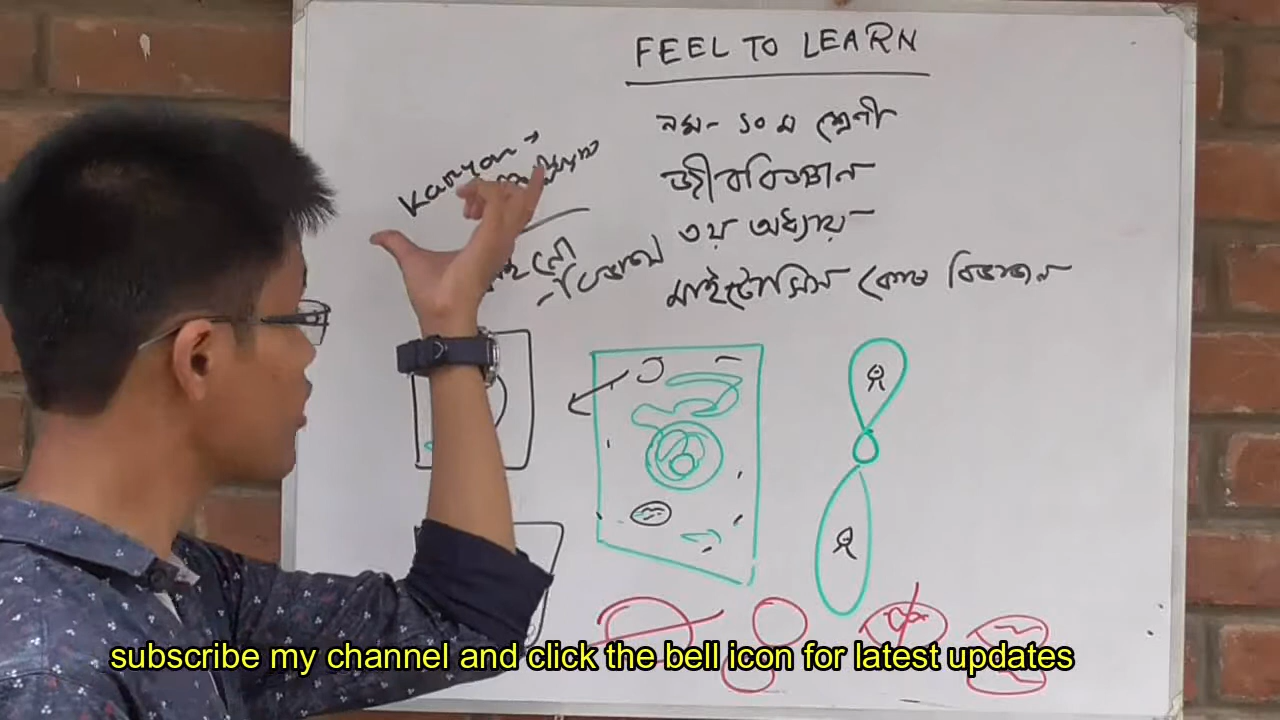 FEEL TO LEARN
নবম- ১০ম শ্রেণী
জীববিজ্ঞান
৩য় অধ্যায়
মাইটোসিস কোষ বিভাজন
Karyon →
subscribe my channel and click the bell icon for latest updates